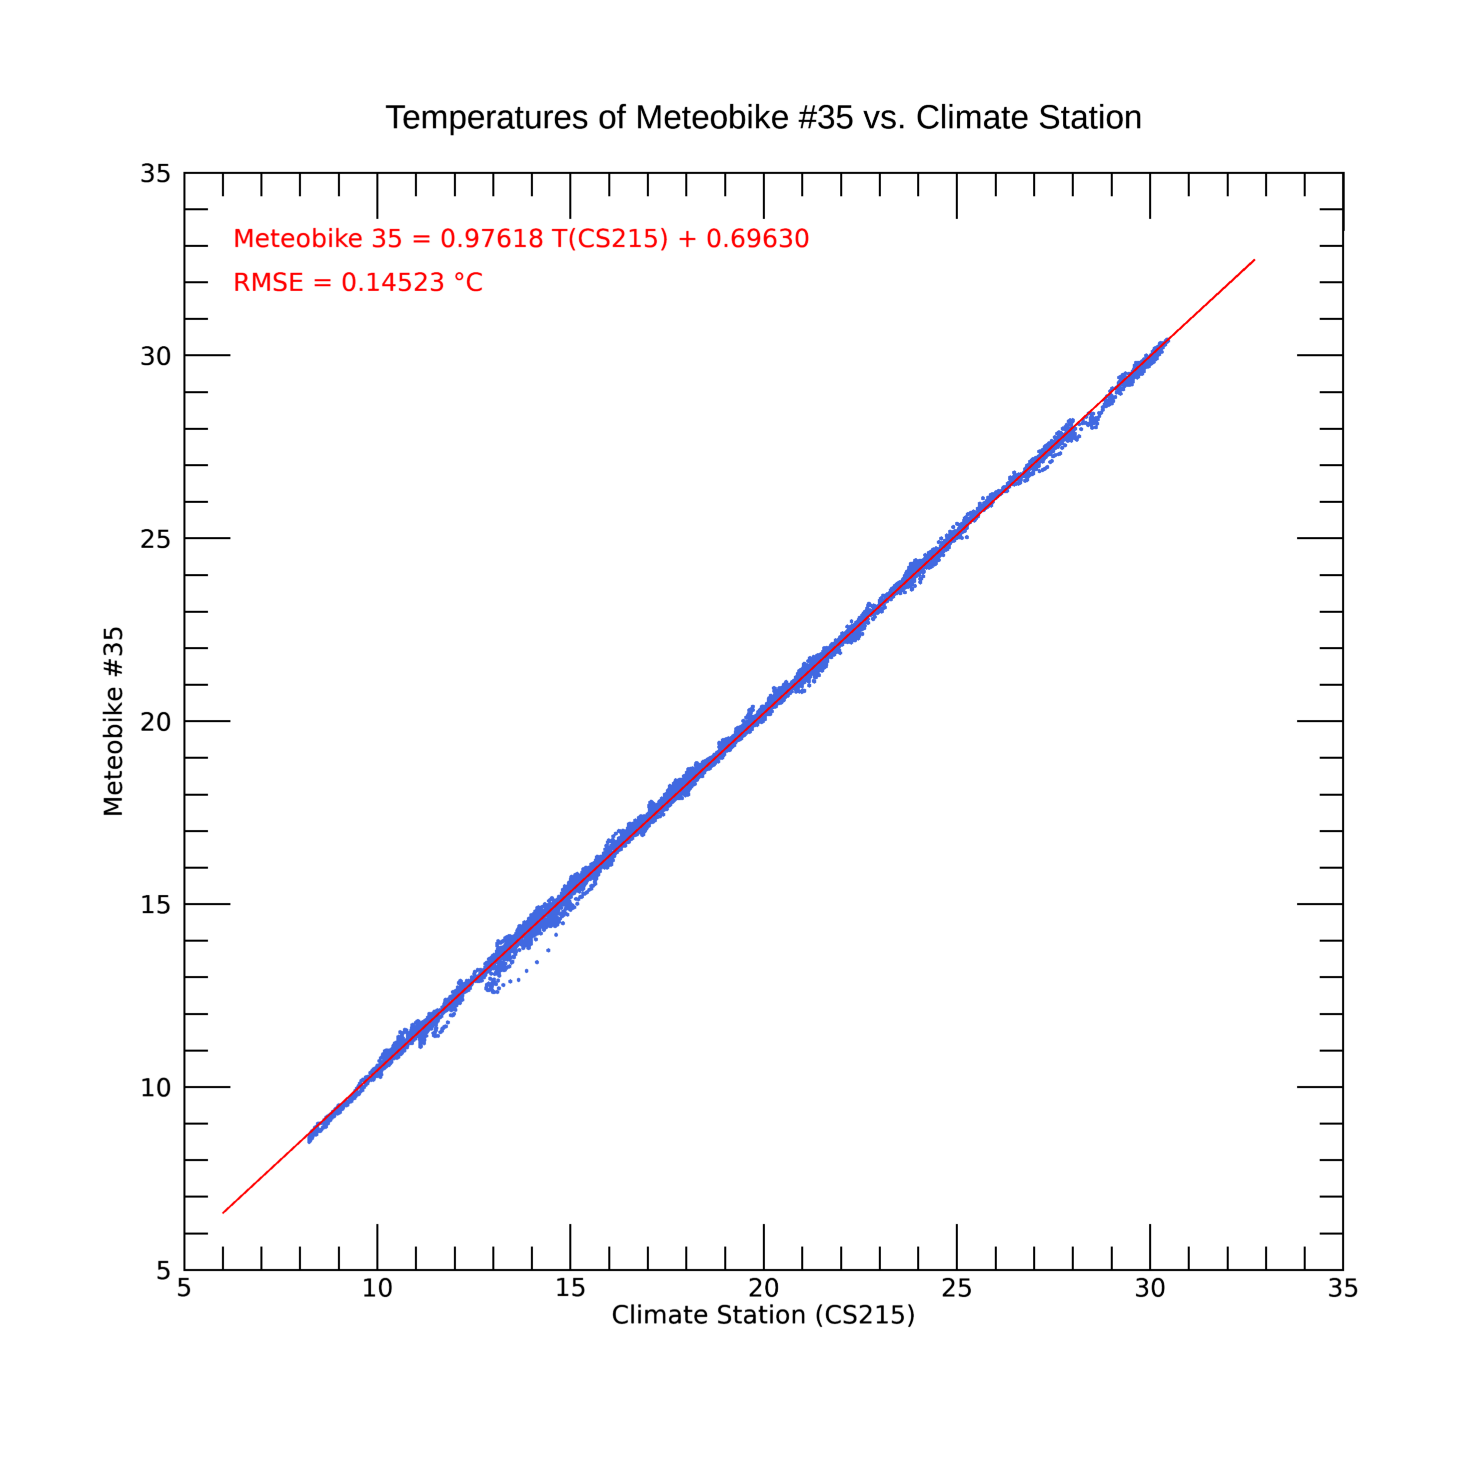 Temperatures of Meteobike #35 vs. Climate Station
35
Meteobike 35 = 0.97618 T(CS215) + 0.69630
RMSE = 0.14523 °C
30
25
Meteobike #35
20
15
10
5
5 10 15 20 25 30 35
Climate Station (CS215)